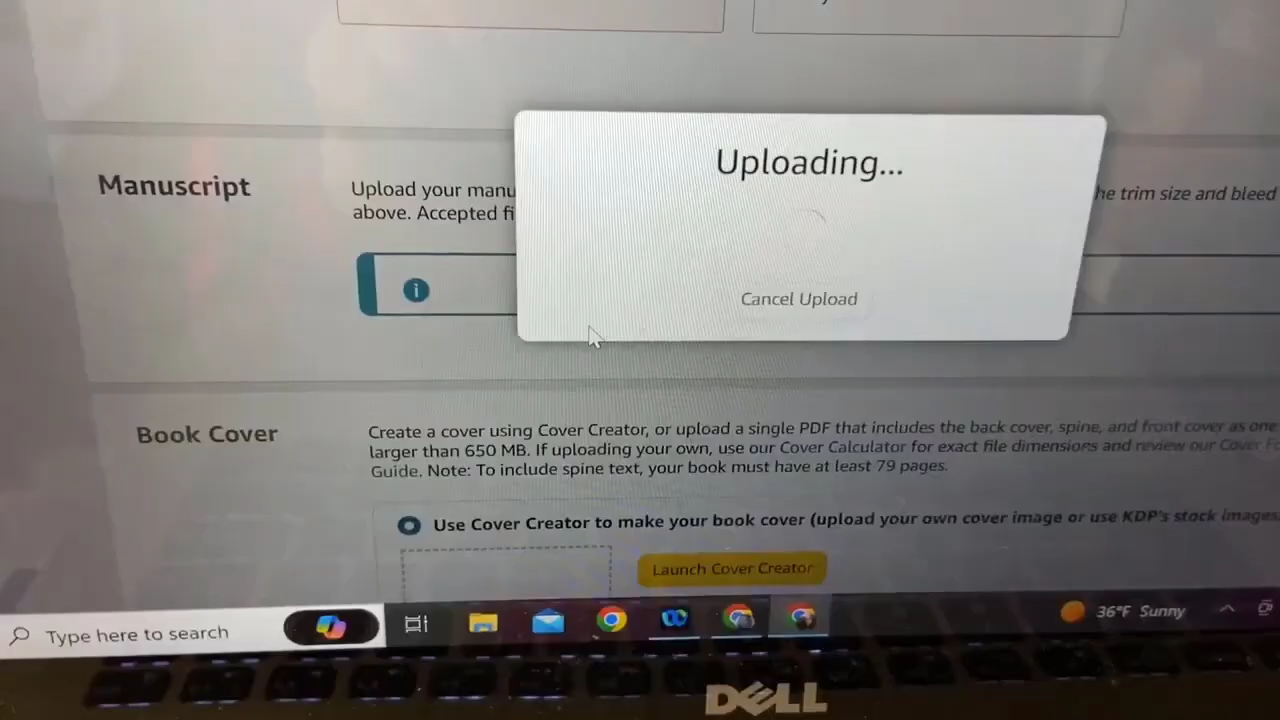 Uploading...
Cancel Upload
Manuscript
Upload your manu
he trim size and bleed
above. Accepted fi
Book Cover
Create a cover using Cover Creator, or upload a single PDF that includes the back cover, spine, and front cover as one
larger than 650 MB. If uploading your own, use our Cover Calculator for exact file dimensions and review our Cover Fo
Guide. Note: To include spine text, your book must have at least 79 pages.
Use Cover Creator to make your book cover (upload your own cover image or use KDP's stock images
Launch Cover Creator
Type here to search
36°F Sunny
DELL